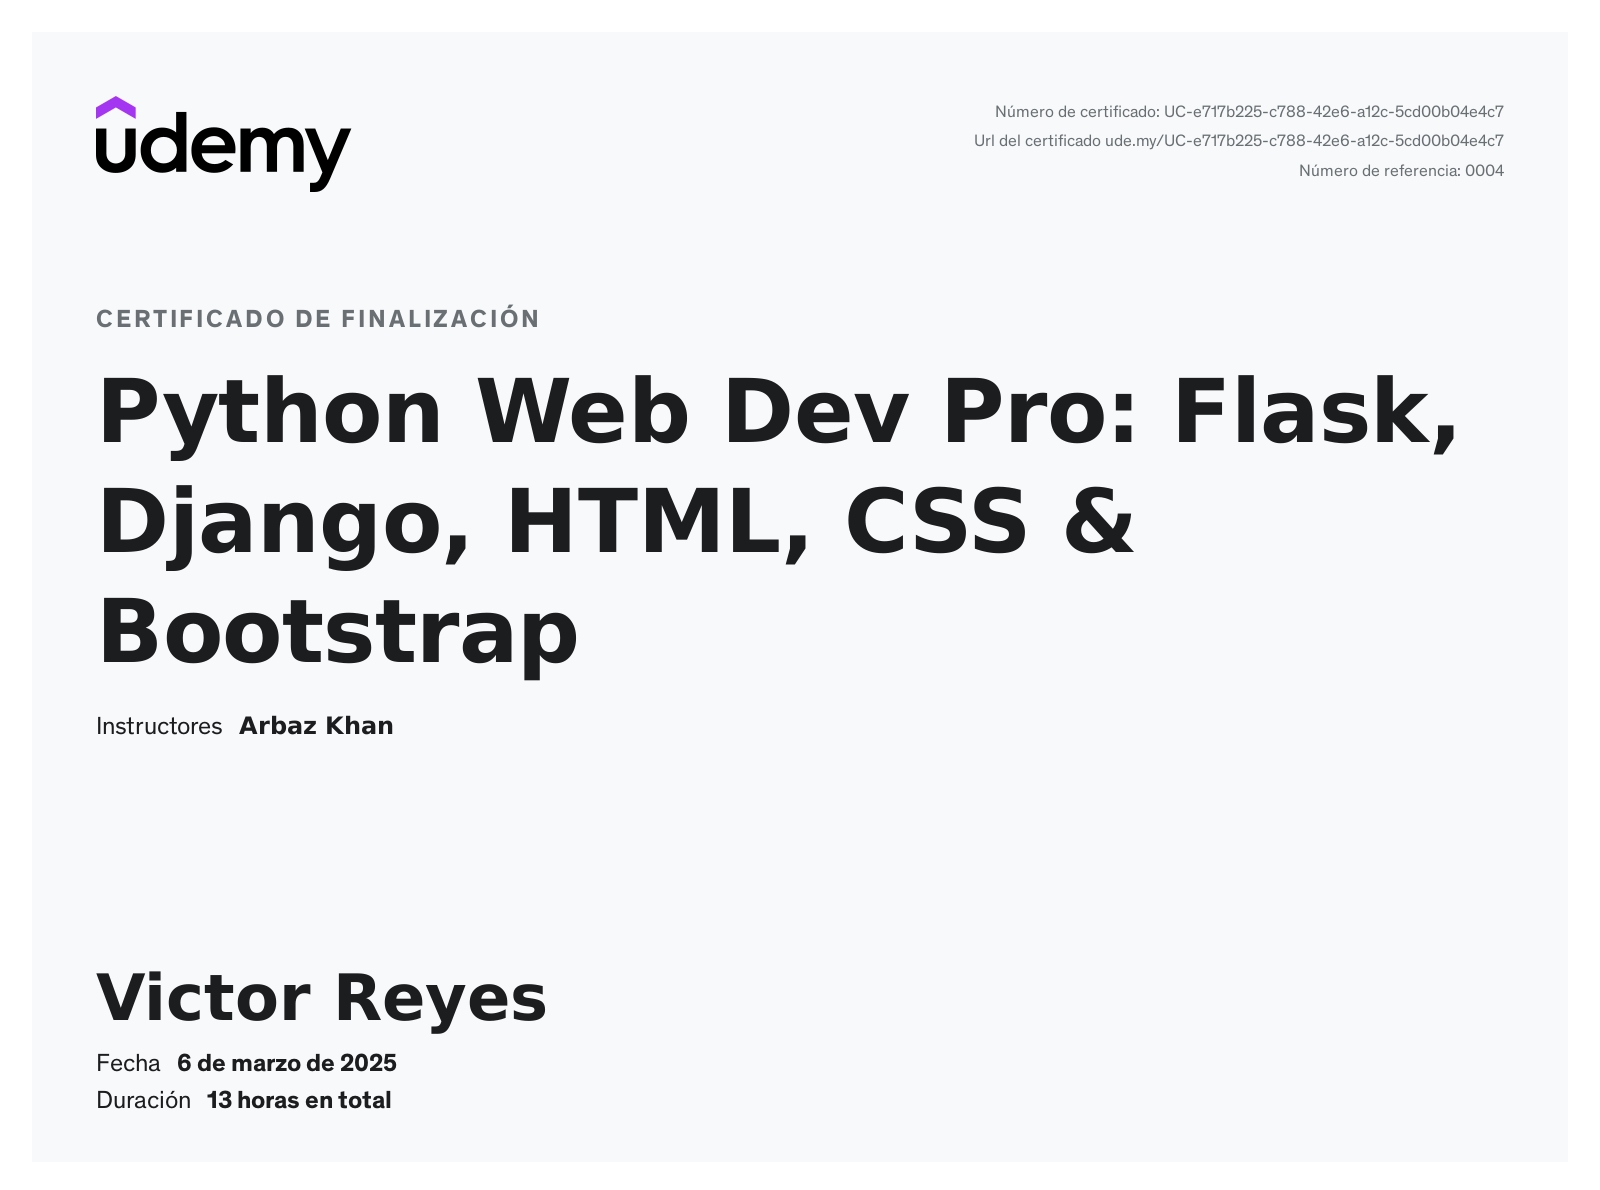 udemy
Número de certificado: UC-e717b225-c788-42e6-a12c-5cd00b04e4c7
Url del certificado ude.my/UC-e717b225-c788-42e6-a12c-5cd00b04e4c7
Número de referencia: 0004
CERTIFICADO DE FINALIZACIÓN
Python Web Dev Pro: Flask,
Django, HTML, CSS &
Bootstrap
Instructores Arbaz Khan
Victor Reyes
Fecha 6 de marzo de 2025
Duración 13 horas en total